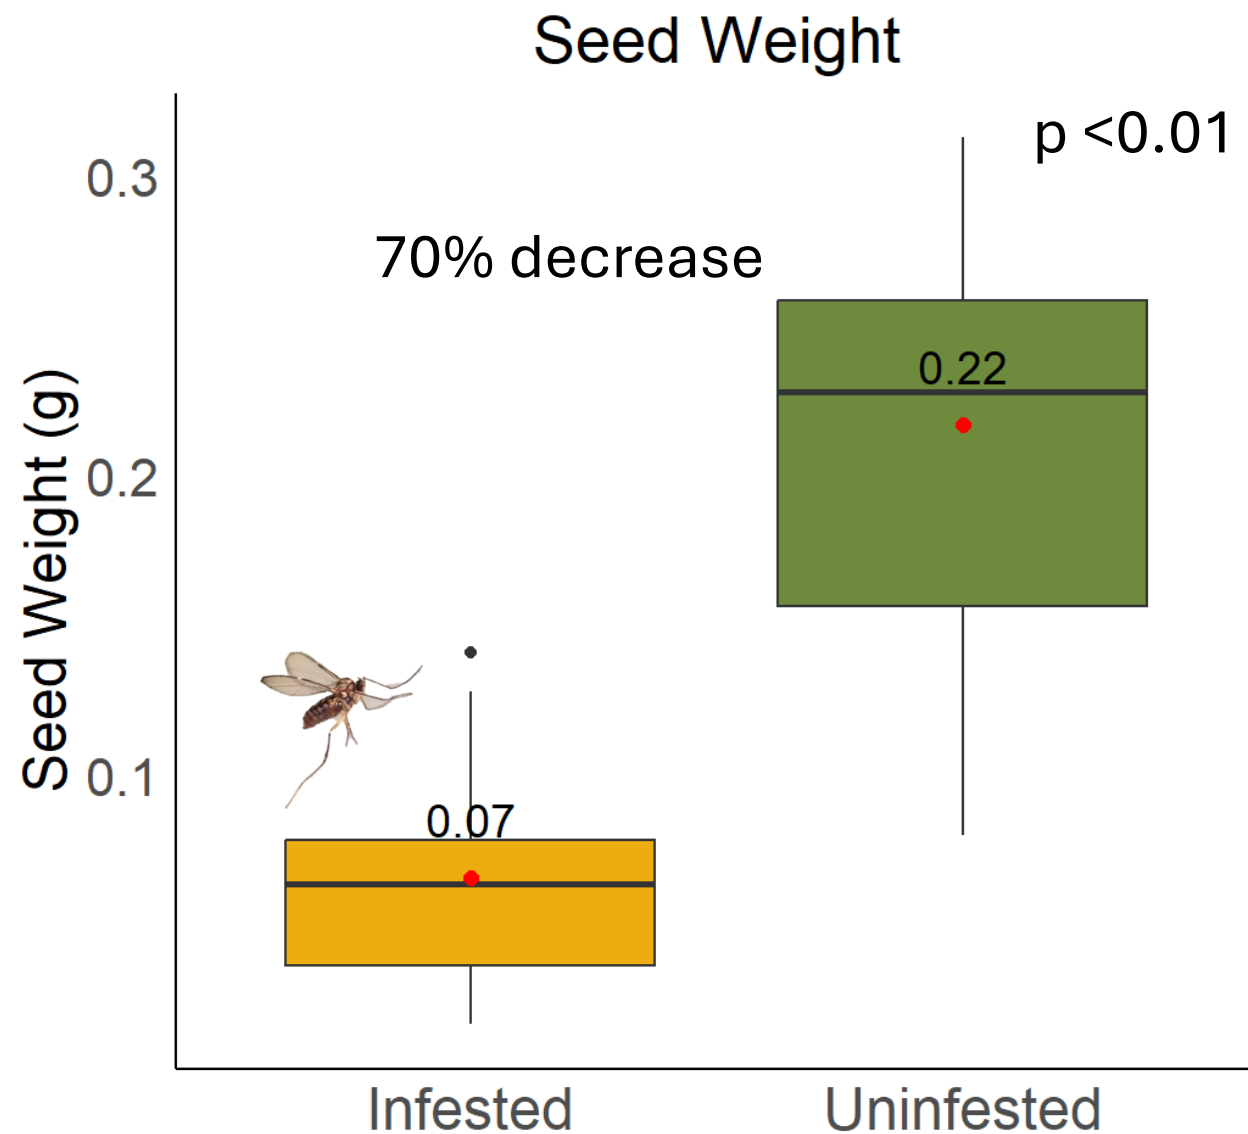 Seed Weight
p <0.01
0.3
70% decrease
0.22
0.2
Seed Weight (g)
0.1
0.07
Infested
Uninfested